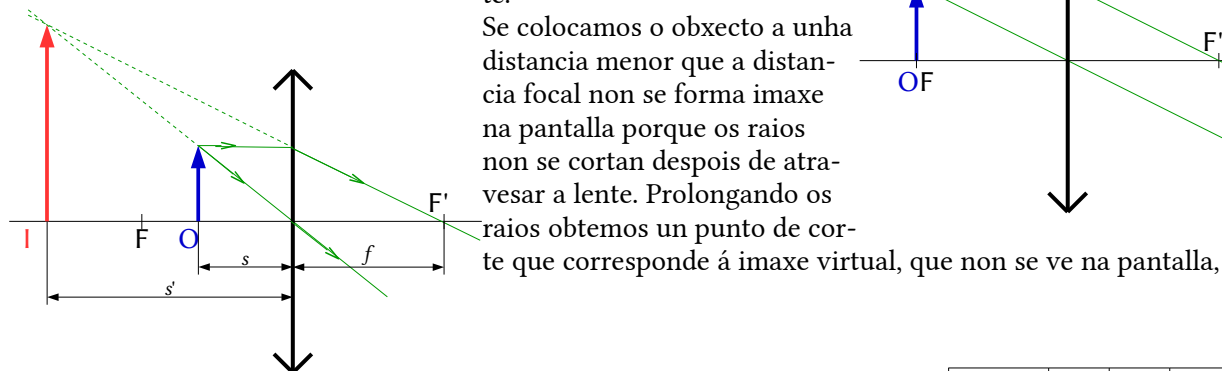 te.
Se colocamos o obxecto a unha
distancia menor que a distan-
cia focal non se forma imaxe
na pantalla porque os raios
non se cortan despois de atra-
vesar a lente. Prolongando os
raios obtemos un punto de cor-
te que corresponde á imaxe virtual, que non se ve na pantalla,
I
F
O
F'
s
f
s'
OF
F'